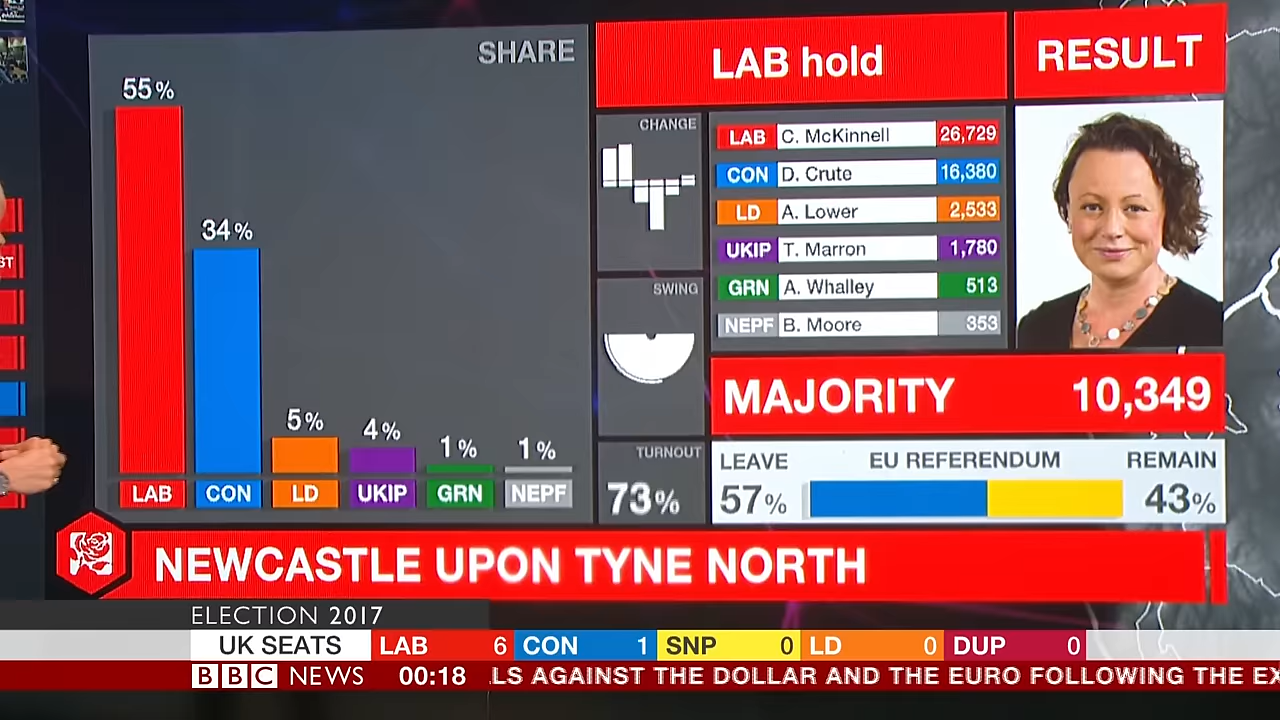 SHARE
55%
34%
5%
4%
1%
1%
LAB
CON
LD
UKIP
GRN
NEPF
LAB hold
RESULT
CHANGE
SWING
TURNOUT
73%
LAB C. McKinnell 26,729
CON D. Crute 16,380
LD A. Lower 2,533
UKIP T. Marron 1,780
GRN A. Whalley 513
NEPF B. Moore 353
MAJORITY 10,349
LEAVE EU REFERENDUM REMAIN
57% 43%
NEWCASTLE UPON TYNE NORTH
ELECTION 2017
UK SEATS LAB 6 CON 1 SNP 0 LD 0 DUP 0
BBC NEWS 00:18 LS AGAINST THE DOLLAR AND THE EURO FOLLOWING THE EX